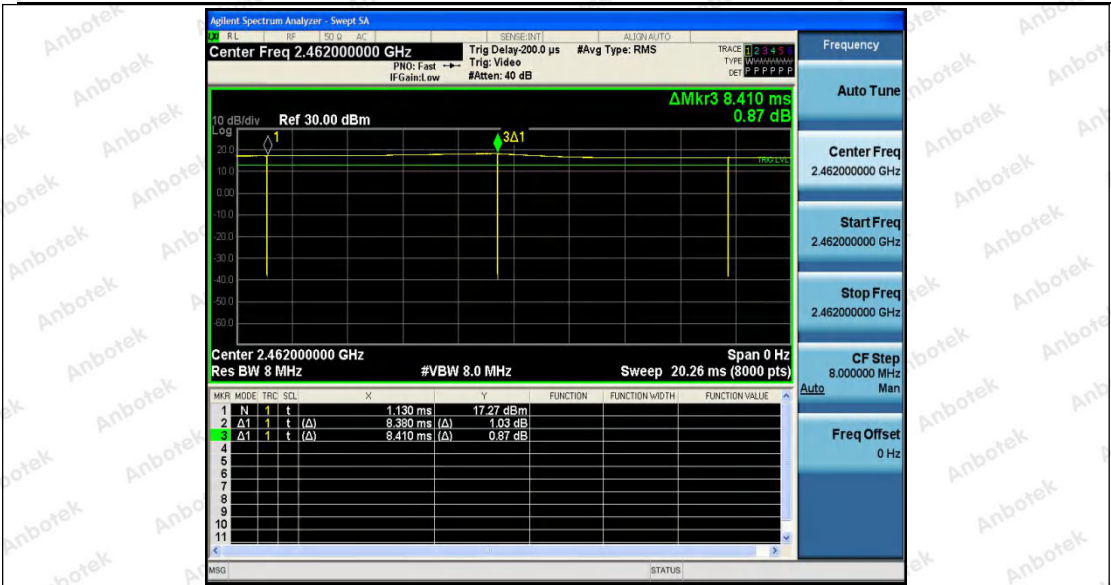 Agilent Spectrum Analyzer - Swept SA
LXI RL RF 50 Ω AC SENSE:INT ALIGNAUTO
Center Freq 2.462000000 GHz
PNO: Fast
IFGain:Low
Trig Delay-200.0 µs
Trig: Video
#Atten: 40 dB
#Avg Type: RMS
TRACE 1 2 3 4 5 6
TYPE WWWWWW
DET P P P P P P
ΔMkr3 8.410 ms
0.87 dB
10 dB/div Ref 30.00 dBm
Log
1
3Δ1
20.0
TRIG LVL
10.0
0.00
-10.0
-20.0
-30.0
-40.0
-50.0
-60.0
Center 2.462000000 GHz Span 0 Hz
Res BW 8 MHz #VBW 8.0 MHz Sweep 20.26 ms (8000 pts)
MKR MODE TRC SCL X Y FUNCTION FUNCTION WIDTH FUNCTION VALUE
1 N 1 t 1.130 ms 17.27 dBm
2 Δ1 1 t (Δ) 8.380 ms (Δ) 1.03 dB
3 Δ1 1 t (Δ) 8.410 ms (Δ) 0.87 dB
4
5
6
7
8
9
10
11
MSG STATUS
Frequency
Auto Tune
Center Freq
2.462000000 GHz
Start Freq
2.462000000 GHz
Stop Freq
2.462000000 GHz
CF Step
8.000000 MHz
Auto Man
Freq Offset
0 Hz
Anbotek